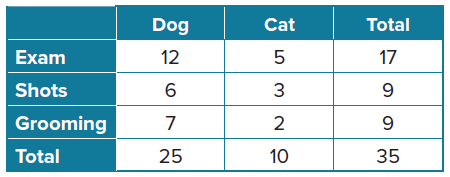 Dog Cat Total
Exam 12 5 17
Shots 6 3 9
Grooming 7 2 9
Total 25 10 35